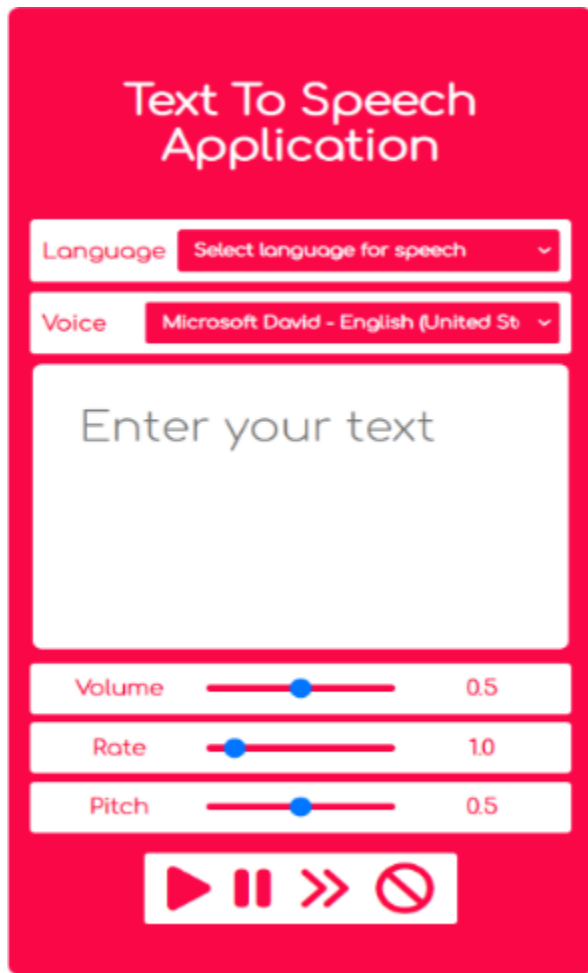 Text To Speech
Application
Language Select language for speech
Voice Microsoft David - English (United St
Enter your text
Volume 0.5
Rate 1.0
Pitch 0.5